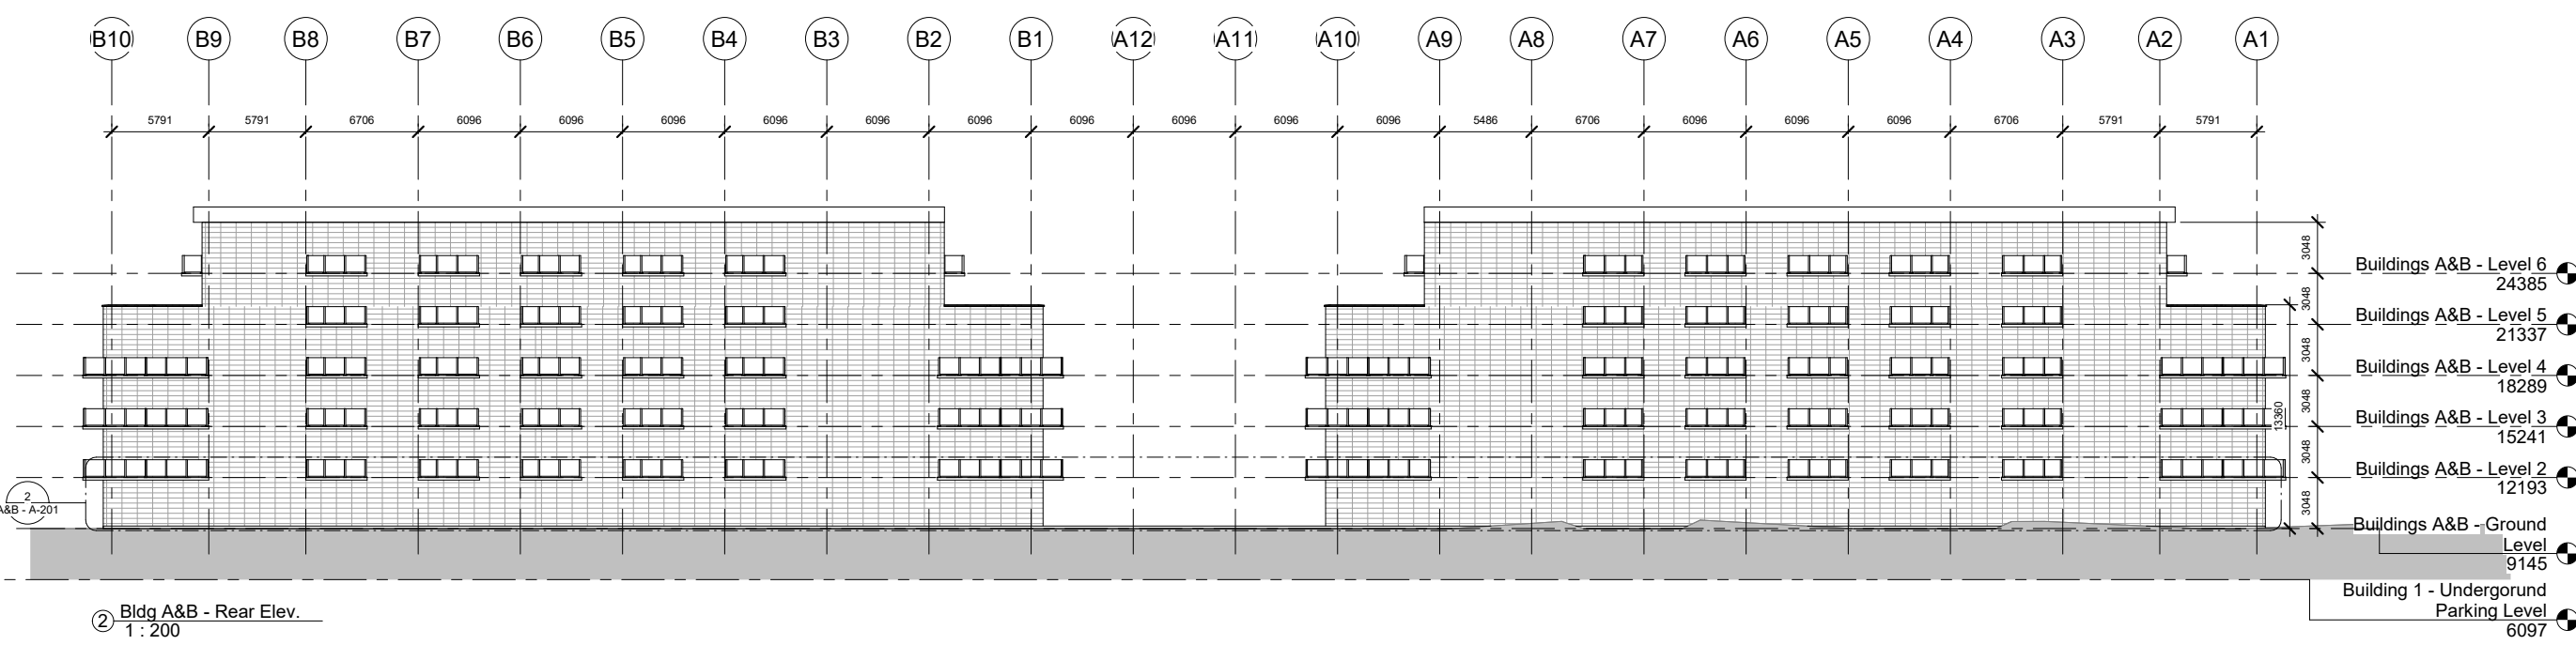 B10 B9 B8 B7 B6 B5 B4 B3 B2 B1 A12 A11 A10 A9 A8 A7 A6 A5 A4 A3 A2 A1
5791 5791 6706 6096 6096 6096 6096 6096 6096 6096 6096 6096 6096 5486 6706 6096 6096 6096 6706 5791 5791
3048
Buildings A&B - Level 6
24385
3048
Buildings A&B - Level 5
21337
3048
Buildings A&B - Level 4
18289
3048
13360
Buildings A&B - Level 3
15241
3048
Buildings A&B - Level 2
12193
2
A&B - A-201
3048
Buildings A&B - Ground
Level
9145
Building 1 - Undergorund
Parking Level
6097
2 Bldg A&B - Rear Elev.
1 : 200